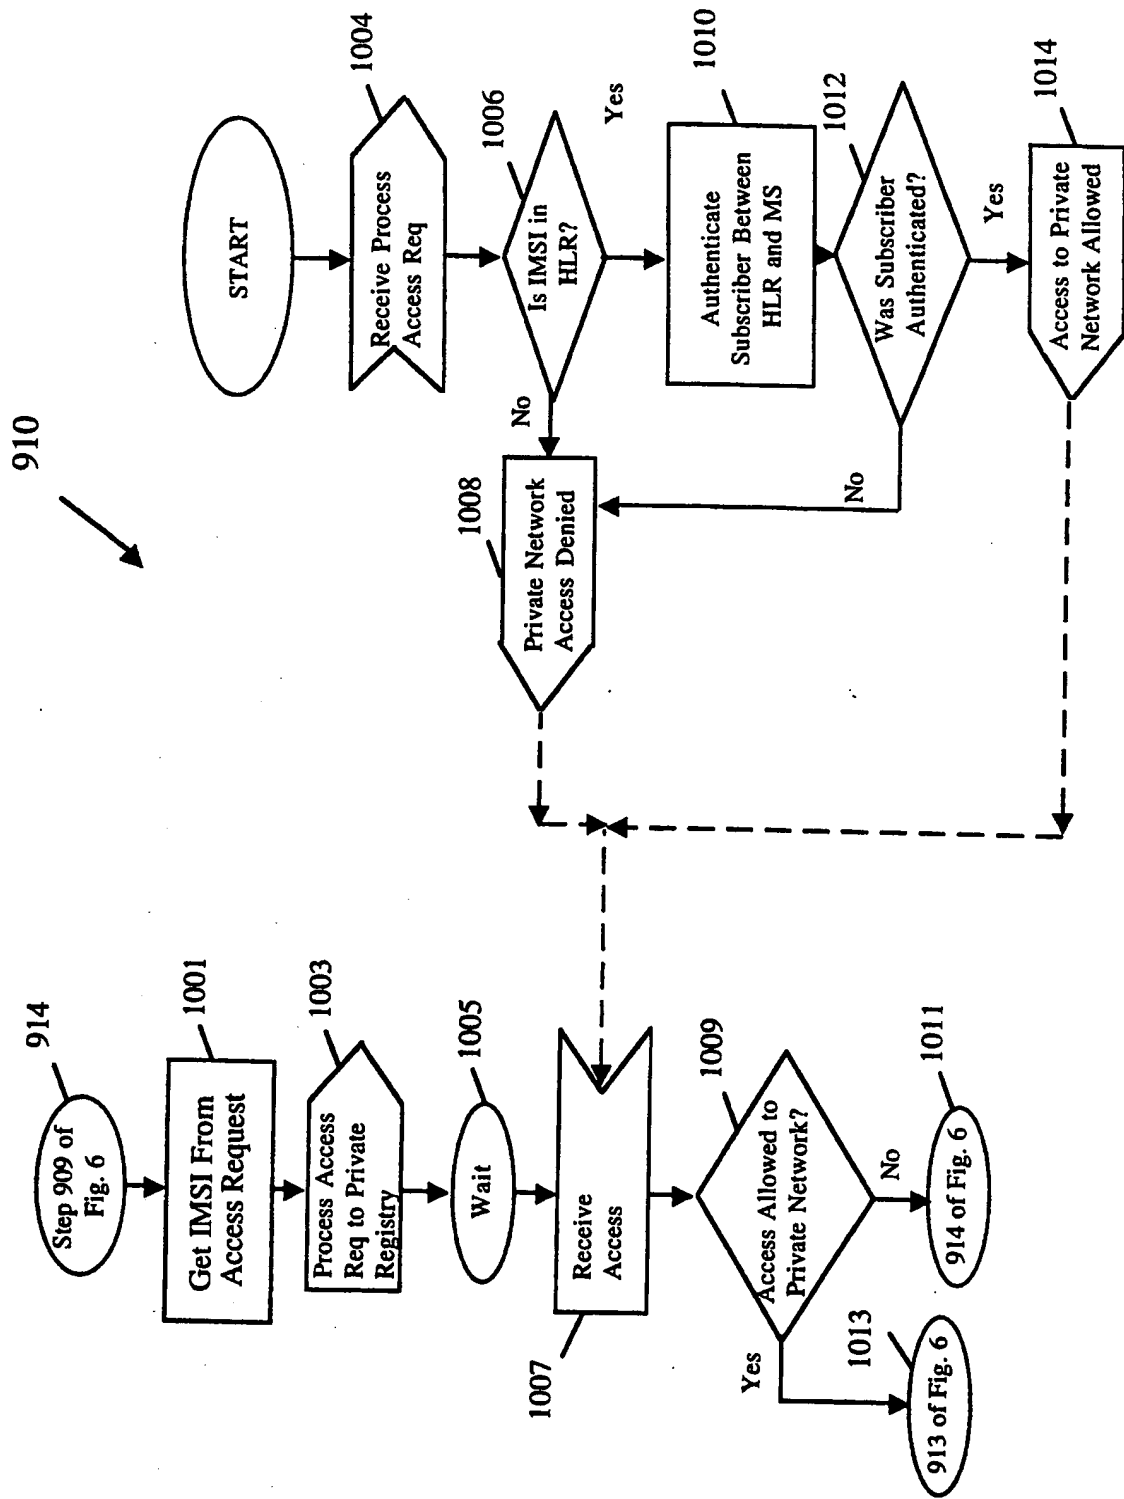 910
914
Step 909 of
Fig. 6
1001
Get IMSI From
Access Request
1003
Process Access
Req to Private
Registry
1005
Wait
1007
Receive
Access
1009
Access Allowed to
Private Network?
Yes
No
1013
913 of Fig. 6
1011
914 of Fig. 6
START
1004
Receive Process
Access Req
1006
Is IMSI in
HLR?
No
Yes
1008
Private Network
Access Denied
1010
Authenticate
Subscriber Between
HLR and MS
1012
Was Subscriber
Authenticated?
No
Yes
1014
Access to Private
Network Allowed